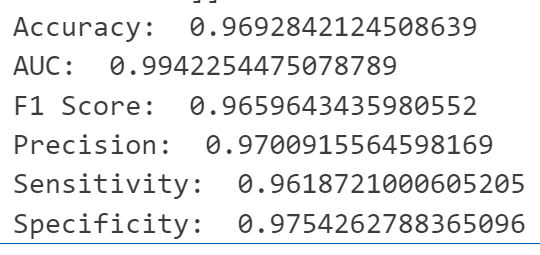 ]]
Accuracy:  0.9692842124508639
AUC:  0.9942254475078789
F1 Score:  0.9659643435980552
Precision:  0.9700915564598169
Sensitivity:  0.9618721000605205
Specificity:  0.9754262788365096